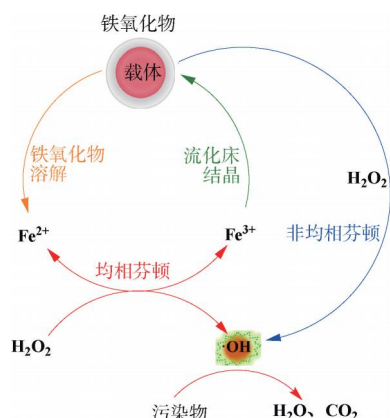 铁氧化物
载体
铁氧化物
溶解
流化床
结晶
H₂O₂
Fe²⁺
Fe³⁺
非均相芬顿
均相芬顿
H₂O₂
·OH
污染物
H₂O、CO₂